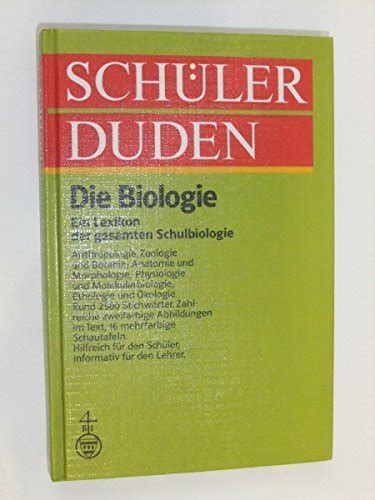 SCHÜLER
DUDEN
Die Biologie
Ein Lexikon
der gesamten Schulbiologie
Anthropologie, Zoologie
und Botanik, Anatomie und
Morphologie, Physiologie
und Molekularbiologie,
Ethologie und Ökologie
Rund 2500 Stichwörter. Zahl-
reiche zweifarbige Abbildungen
im Text, 16 mehrfarbige
Schautafeln.
Hilfreich für den Schüler,
informativ für den Lehrer.